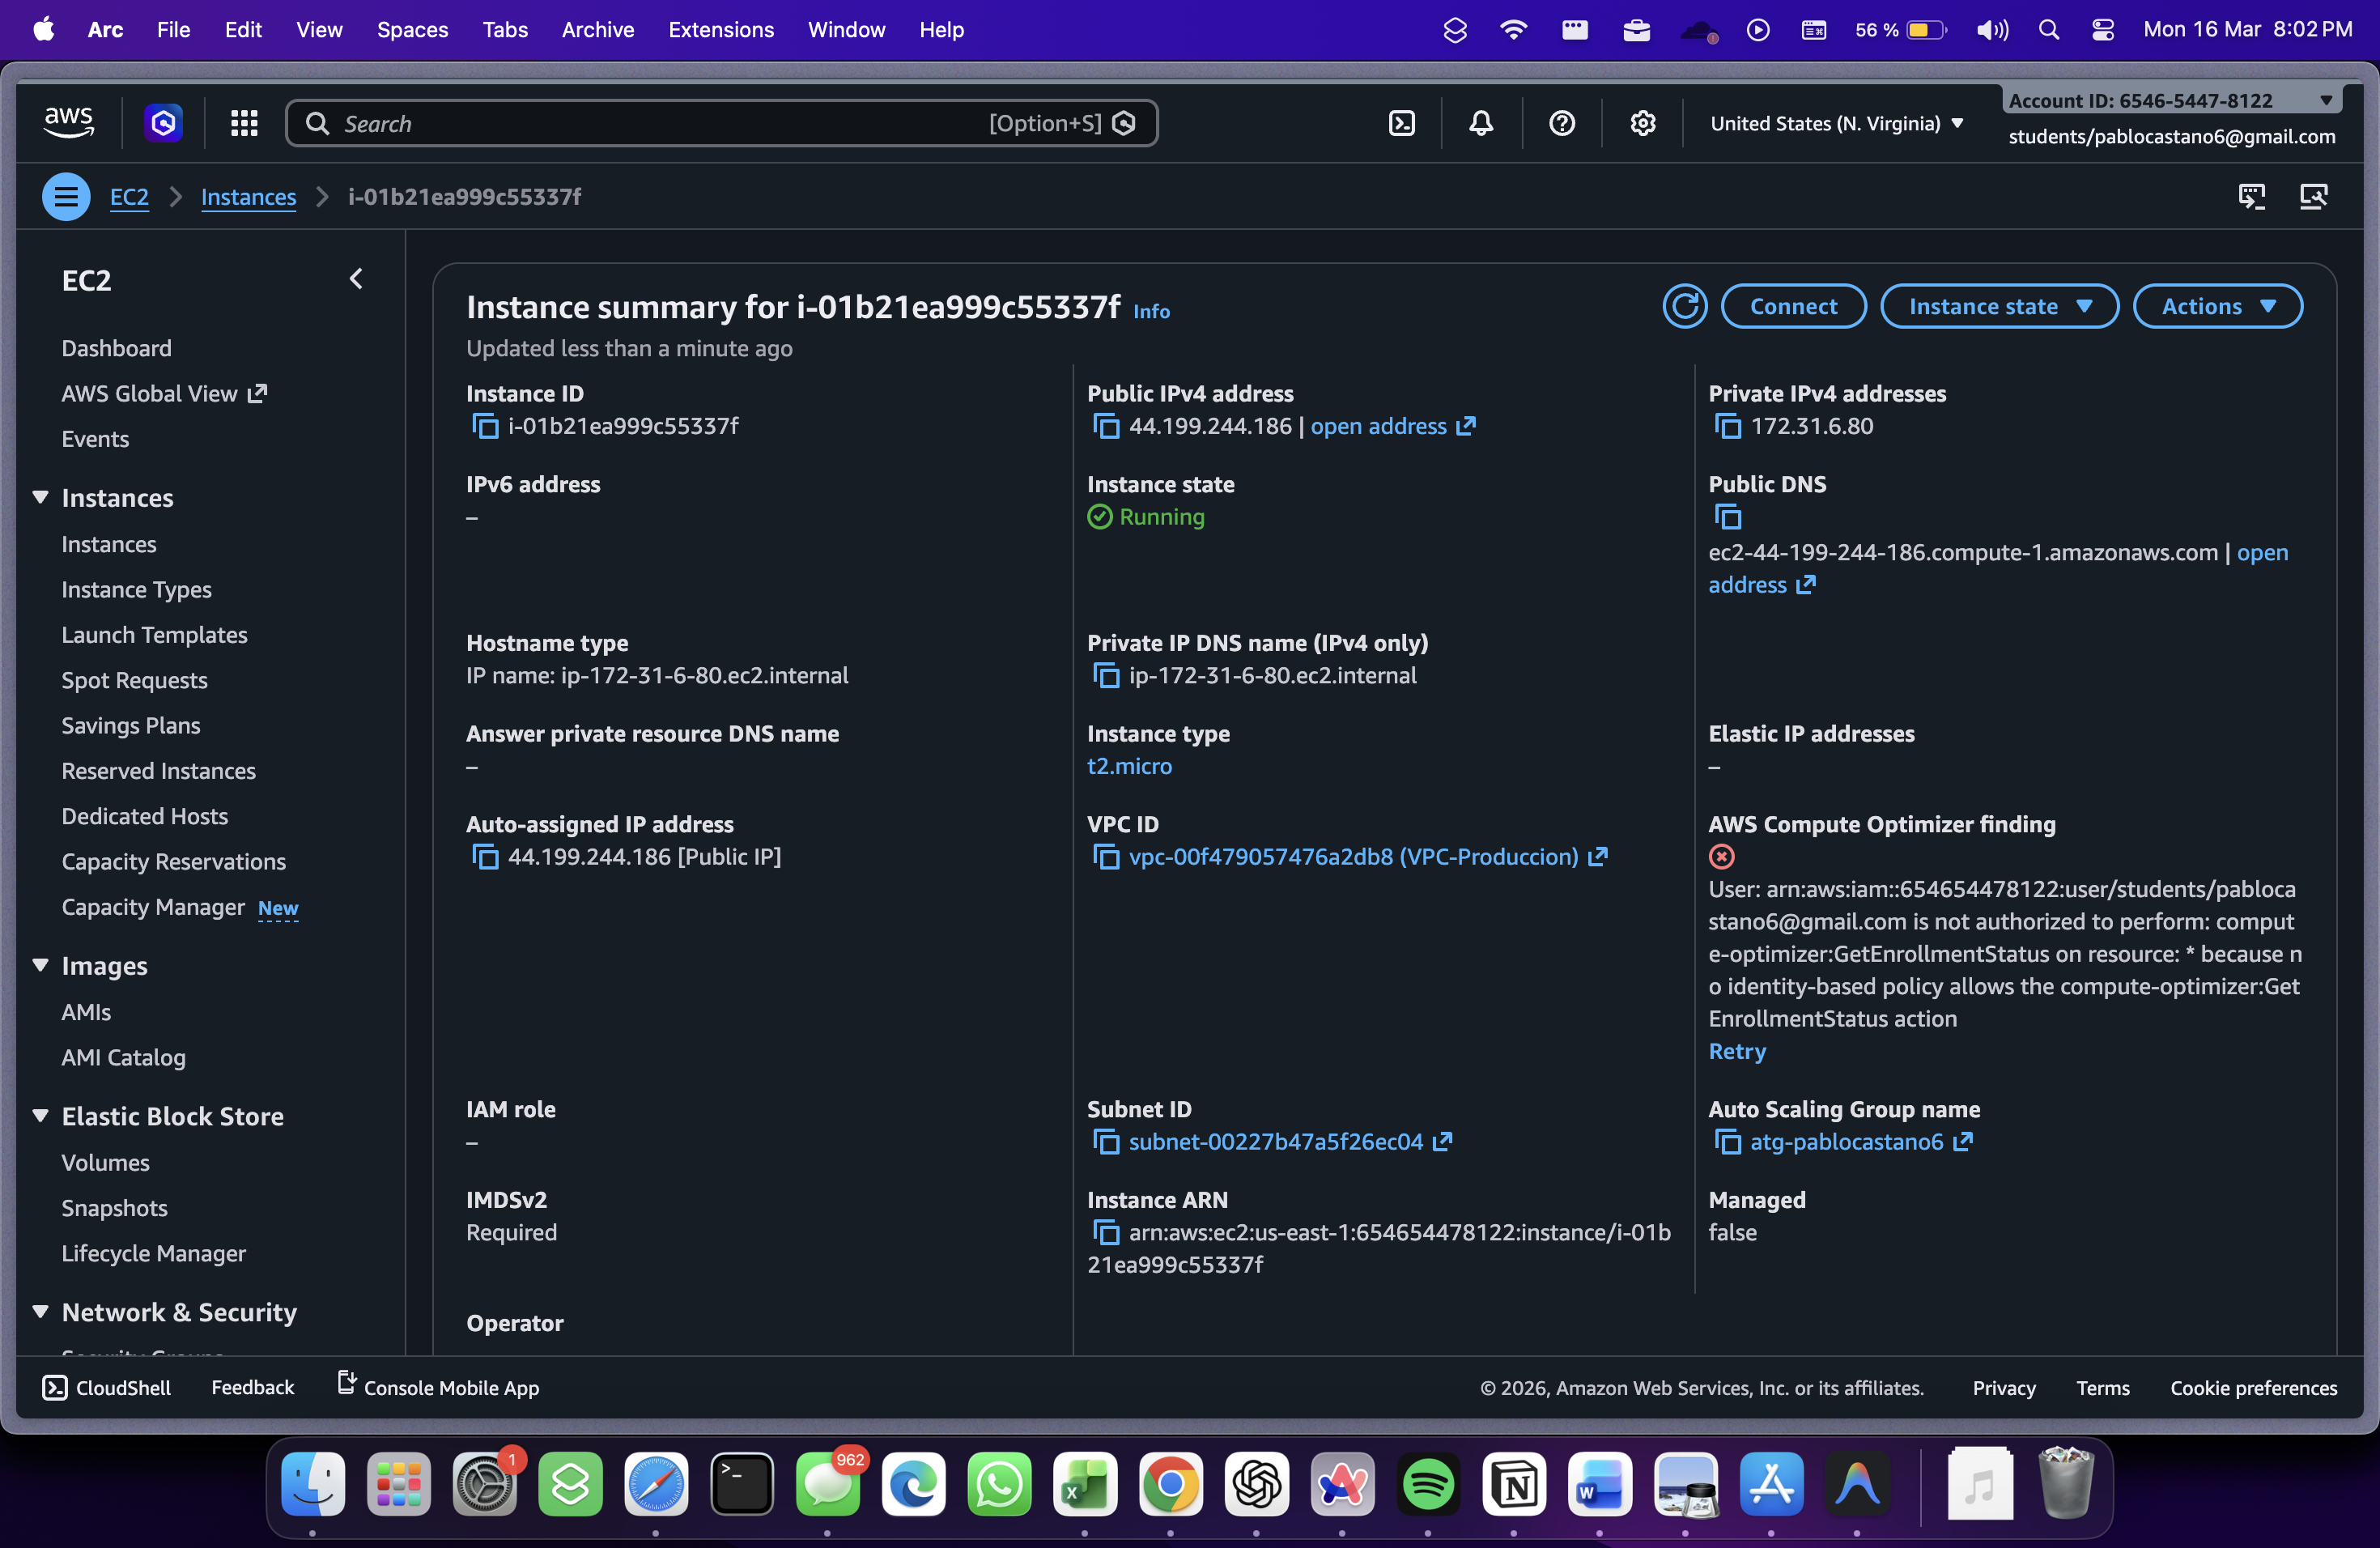 Arc File Edit View Spaces Tabs Archive Extensions Window Help 56 % Mon 16 Mar 8:02 PM
aws Search [Option+S] United States (N. Virginia) Account ID: 6546-5447-8122
students/pablocastano6@gmail.com
EC2 Instances i-01b21ea999c55337f
EC2
Dashboard
AWS Global View
Events
Instances
Instances
Instance Types
Launch Templates
Spot Requests
Savings Plans
Reserved Instances
Dedicated Hosts
Capacity Reservations
Capacity Manager New
Images
AMIs
AMI Catalog
Elastic Block Store
Volumes
Snapshots
Lifecycle Manager
Network & Security
Security Groups
Instance summary for i-01b21ea999c55337f Info
Connect Instance state Actions
Updated less than a minute ago
Instance ID
i-01b21ea999c55337f
Public IPv4 address
44.199.244.186 | open address
Private IPv4 addresses
172.31.6.80
IPv6 address
–
Instance state
Running
Public DNS
ec2-44-199-244-186.compute-1.amazonaws.com | open
address
Hostname type
IP name: ip-172-31-6-80.ec2.internal
Private IP DNS name (IPv4 only)
ip-172-31-6-80.ec2.internal
Answer private resource DNS name
–
Instance type
t2.micro
Elastic IP addresses
–
Auto-assigned IP address
44.199.244.186 [Public IP]
VPC ID
vpc-00f479057476a2db8 (VPC-Produccion)
AWS Compute Optimizer finding
User: arn:aws:iam::654654478122:user/students/pabloca
stano6@gmail.com is not authorized to perform: comput
e-optimizer:GetEnrollmentStatus on resource: * because n
o identity-based policy allows the compute-optimizer:Get
EnrollmentStatus action
Retry
IAM role
–
Subnet ID
subnet-00227b47a5f26ec04
Auto Scaling Group name
atg-pablocastano6
IMDSv2
Required
Instance ARN
arn:aws:ec2:us-east-1:654654478122:instance/i-01b
21ea999c55337f
Managed
false
Operator
CloudShell Feedback Console Mobile App © 2026, Amazon Web Services, Inc. or its affiliates. Privacy Terms Cookie preferences
1
962